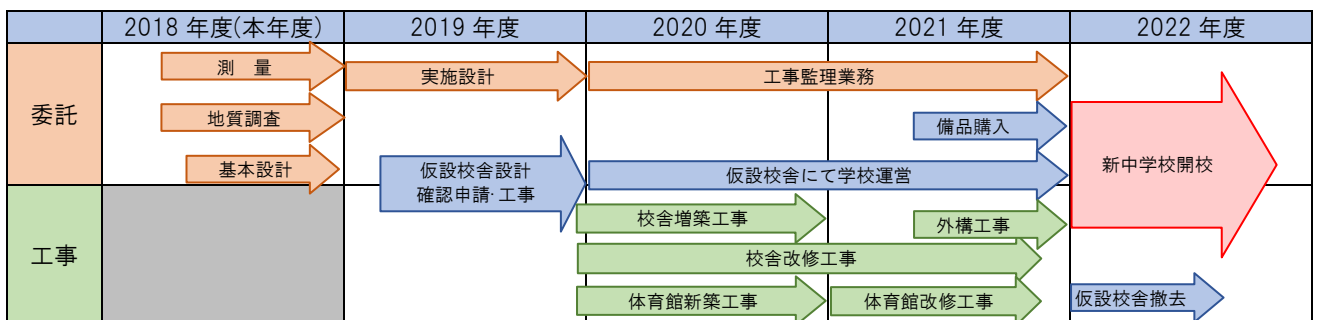 2018 年度(本年度)
2019 年度
2020 年度
2021 年度
2022 年度
委託
測　量
実施設計
工事監理業務
地質調査
備品購入
基本設計
仮設校舎設計
確認申請・工事
仮設校舎にて学校運営
新中学校開校
工事
校舎増築工事
外構工事
校舎改修工事
体育館新築工事
体育館改修工事
仮設校舎撤去